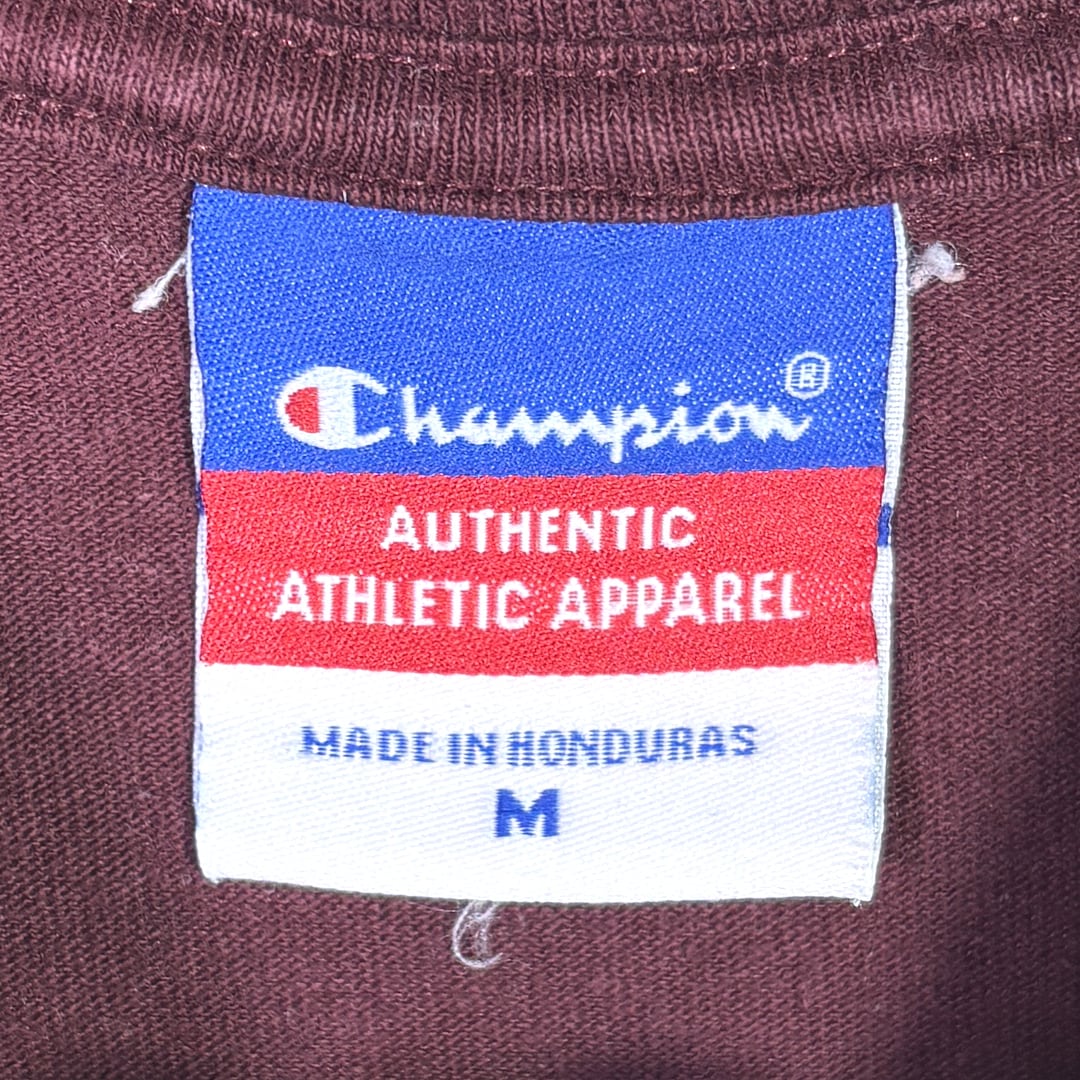 Champion®
AUTHENTIC
ATHLETIC APPAREL
MADE IN HONDURAS
M